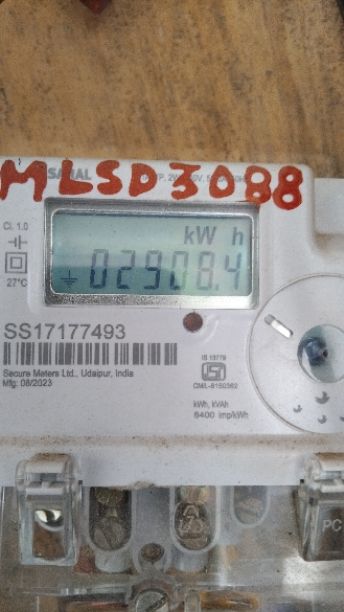 MLSD3088
Cl. 1.0
27°C
kW h
02908.4
SS17177493
Secure Meters Ltd., Udaipur, India
Mfg. 08/2023
IS 13779
CM/L-8150362
kWh, kVAh
6400 imp/kWh
PC